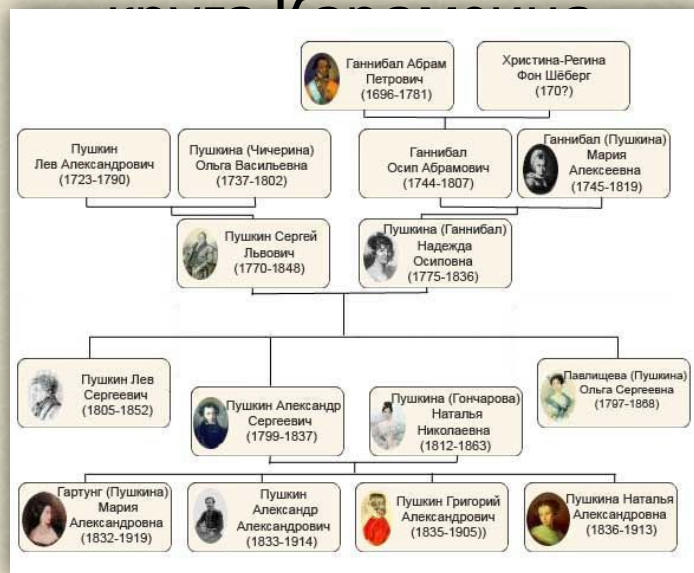 круга Карамзина
Ганнибал Абрам
Петрович
(1696-1781)
Христина-Регина
Фон Шёберг
(170?)
Пушкин
Лев Александрович
(1723-1790)
Пушкина (Чичерина)
Ольга Васильевна
(1737-1802)
Ганнибал
Осип Абрамович
(1744-1807)
Ганнибал (Пушкина)
Мария
Алексеевна
(1745-1819)
Пушкин Сергей
Львович
(1770-1848)
Пушкина (Ганнибал)
Надежда
Осиповна
(1775-1836)
Пушкин Лев
Сергеевич
(1805-1852)
Пушкин Александр
Сергеевич
(1799-1837)
Пушкина (Гончарова)
Наталья
Николаевна
(1812-1863)
Павлищева (Пушкина)
Ольга Сергеевна
(1797-1868)
Гартунг (Пушкина)
Мария
Александровна
(1832-1919)
Пушкин
Александр
Александрович
(1833-1914)
Пушкин Григорий
Александрович
(1835-1905))
Пушкина Наталья
Александровна
(1836-1913)